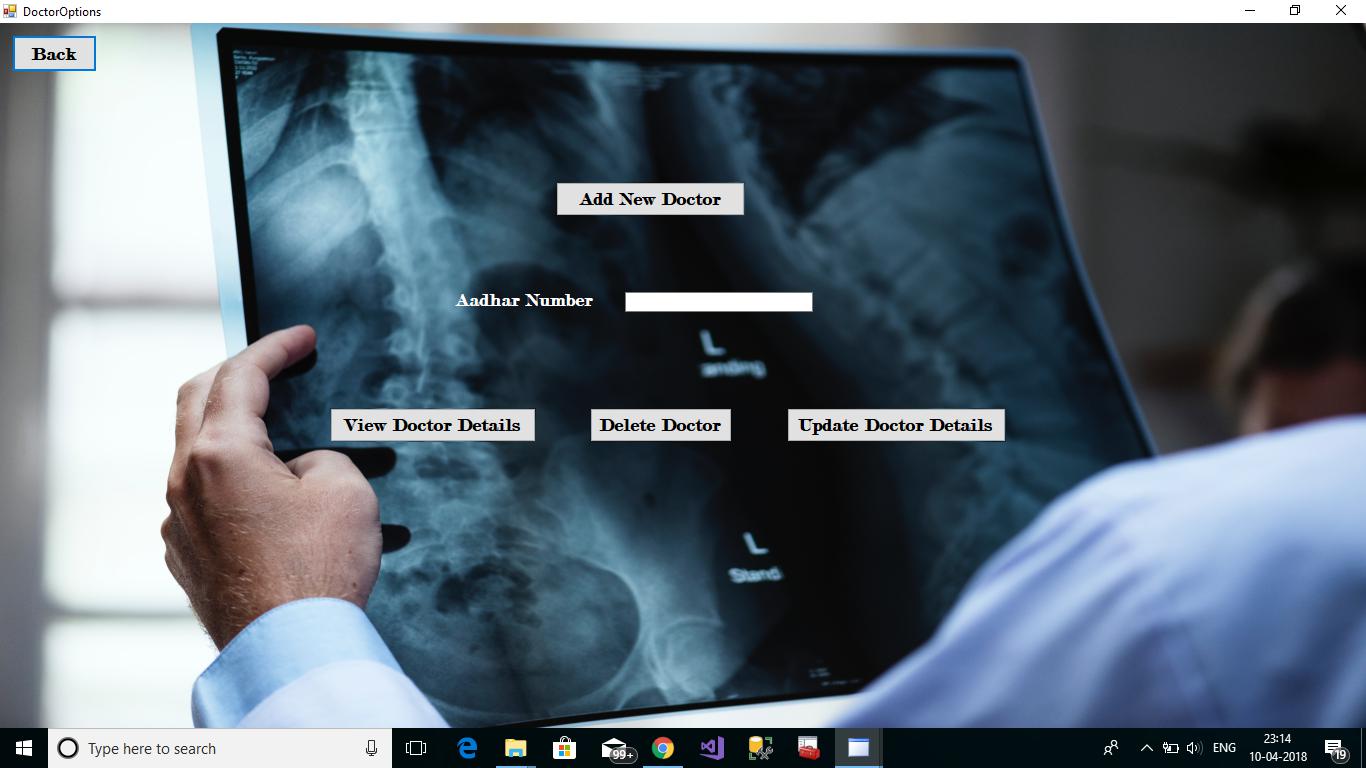 DoctorOptions
Back
Add New Doctor
Aadhar Number
L
anding
View Doctor Details
Delete Doctor
Update Doctor Details
L
Stand
Type here to search
99+
ENG
23:14
10-04-2018
19